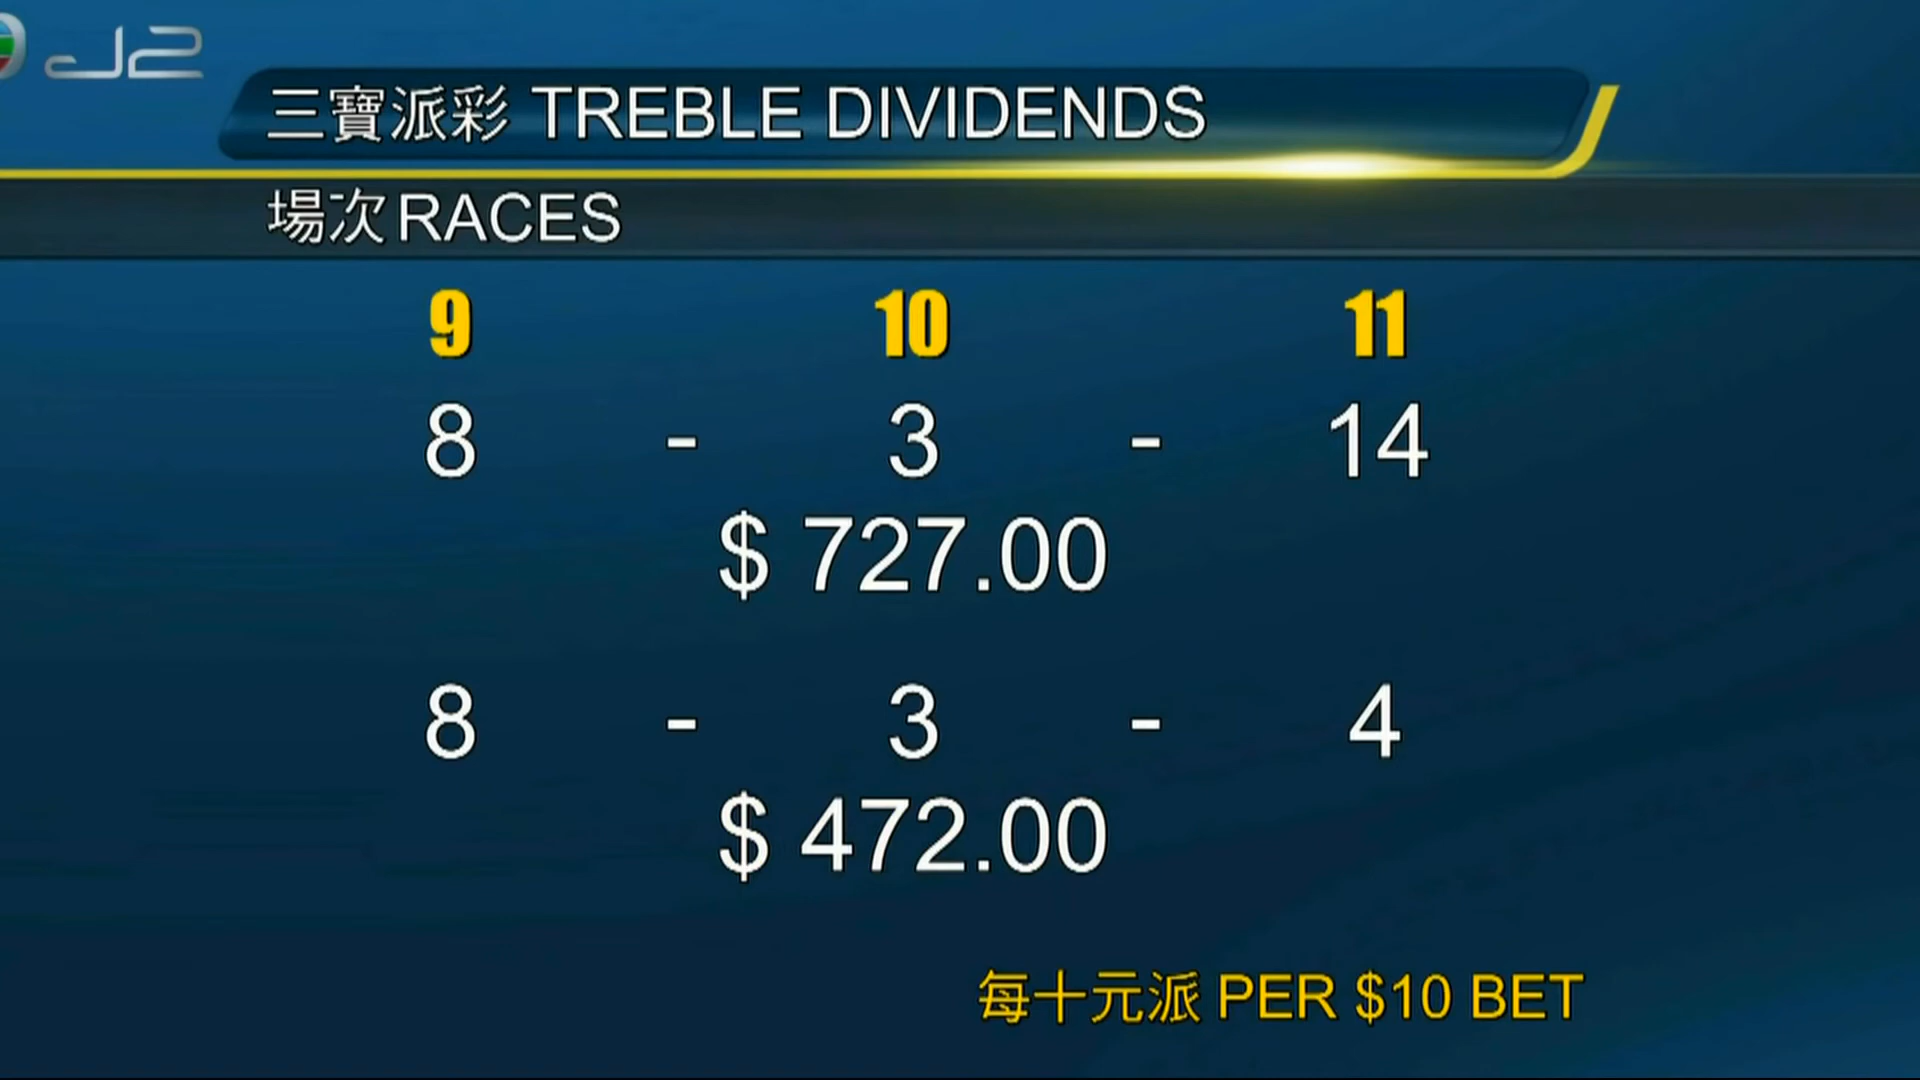 J2
三寶派彩 TREBLE DIVIDENDS
場次 RACES
9 10 11
8 - 3 - 14
$ 727.00
8 - 3 - 4
$ 472.00
每十元派 PER $10 BET